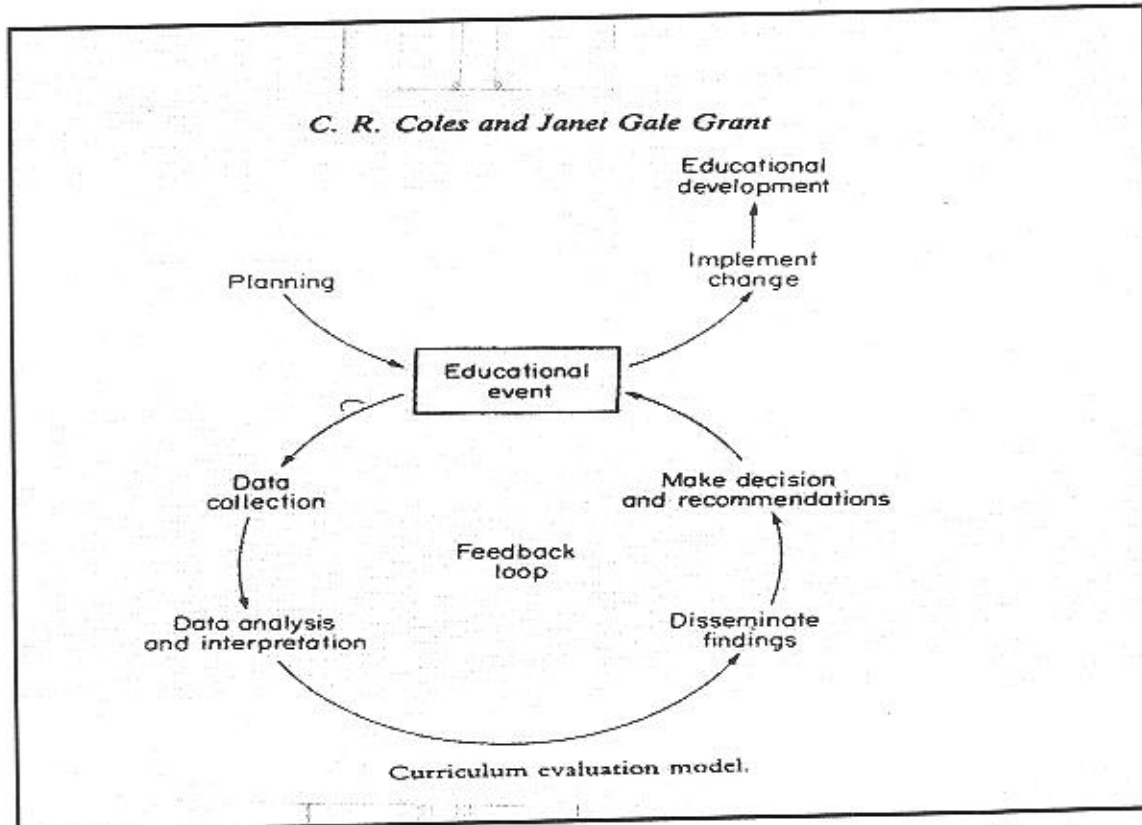 C. R. Coles and Janet Gale Grant
Educational
development
Implement
change
Planning
Educational
event
Data
collection
Make decision
and recommendations
Feedback
loop
Data analysis
and interpretation
Disseminate
findings
Curriculum evaluation model.